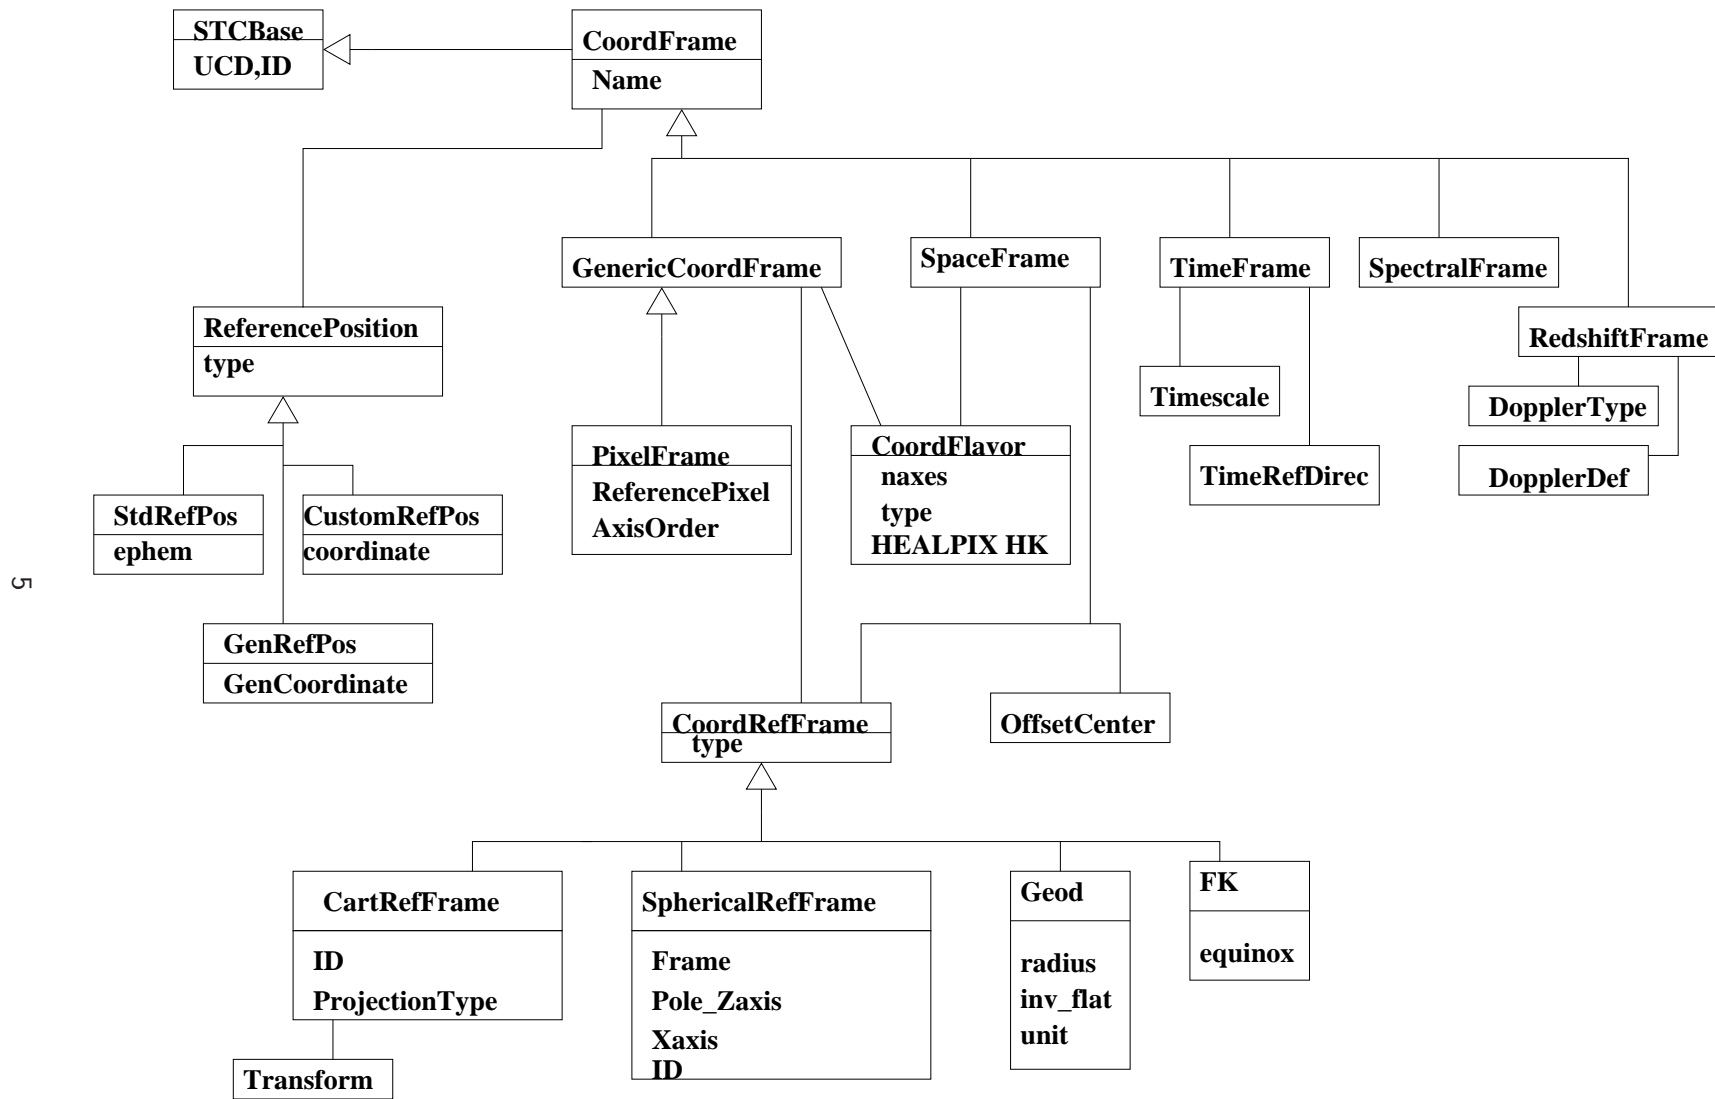 STCBase
UCD,ID
CoordFrame
Name
GenericCoordFrame
SpaceFrame
TimeFrame
SpectralFrame
ReferencePosition
type
RedshiftFrame
Timescale
DopplerType
PixelFrame
ReferencePixel
AxisOrder
CoordFlavor
naxes
type
HEALPIX HK
TimeRefDirec
DopplerDef
StdRefPos
ephem
CustomRefPos
coordinate
5
GenRefPos
GenCoordinate
CoordRefFrame
type
OffsetCenter
CartRefFrame
ID
ProjectionType
SphericalRefFrame
Frame
Pole_Zaxis
Xaxis
ID
Geod
radius
inv_flat
unit
FK
equinox
Transform